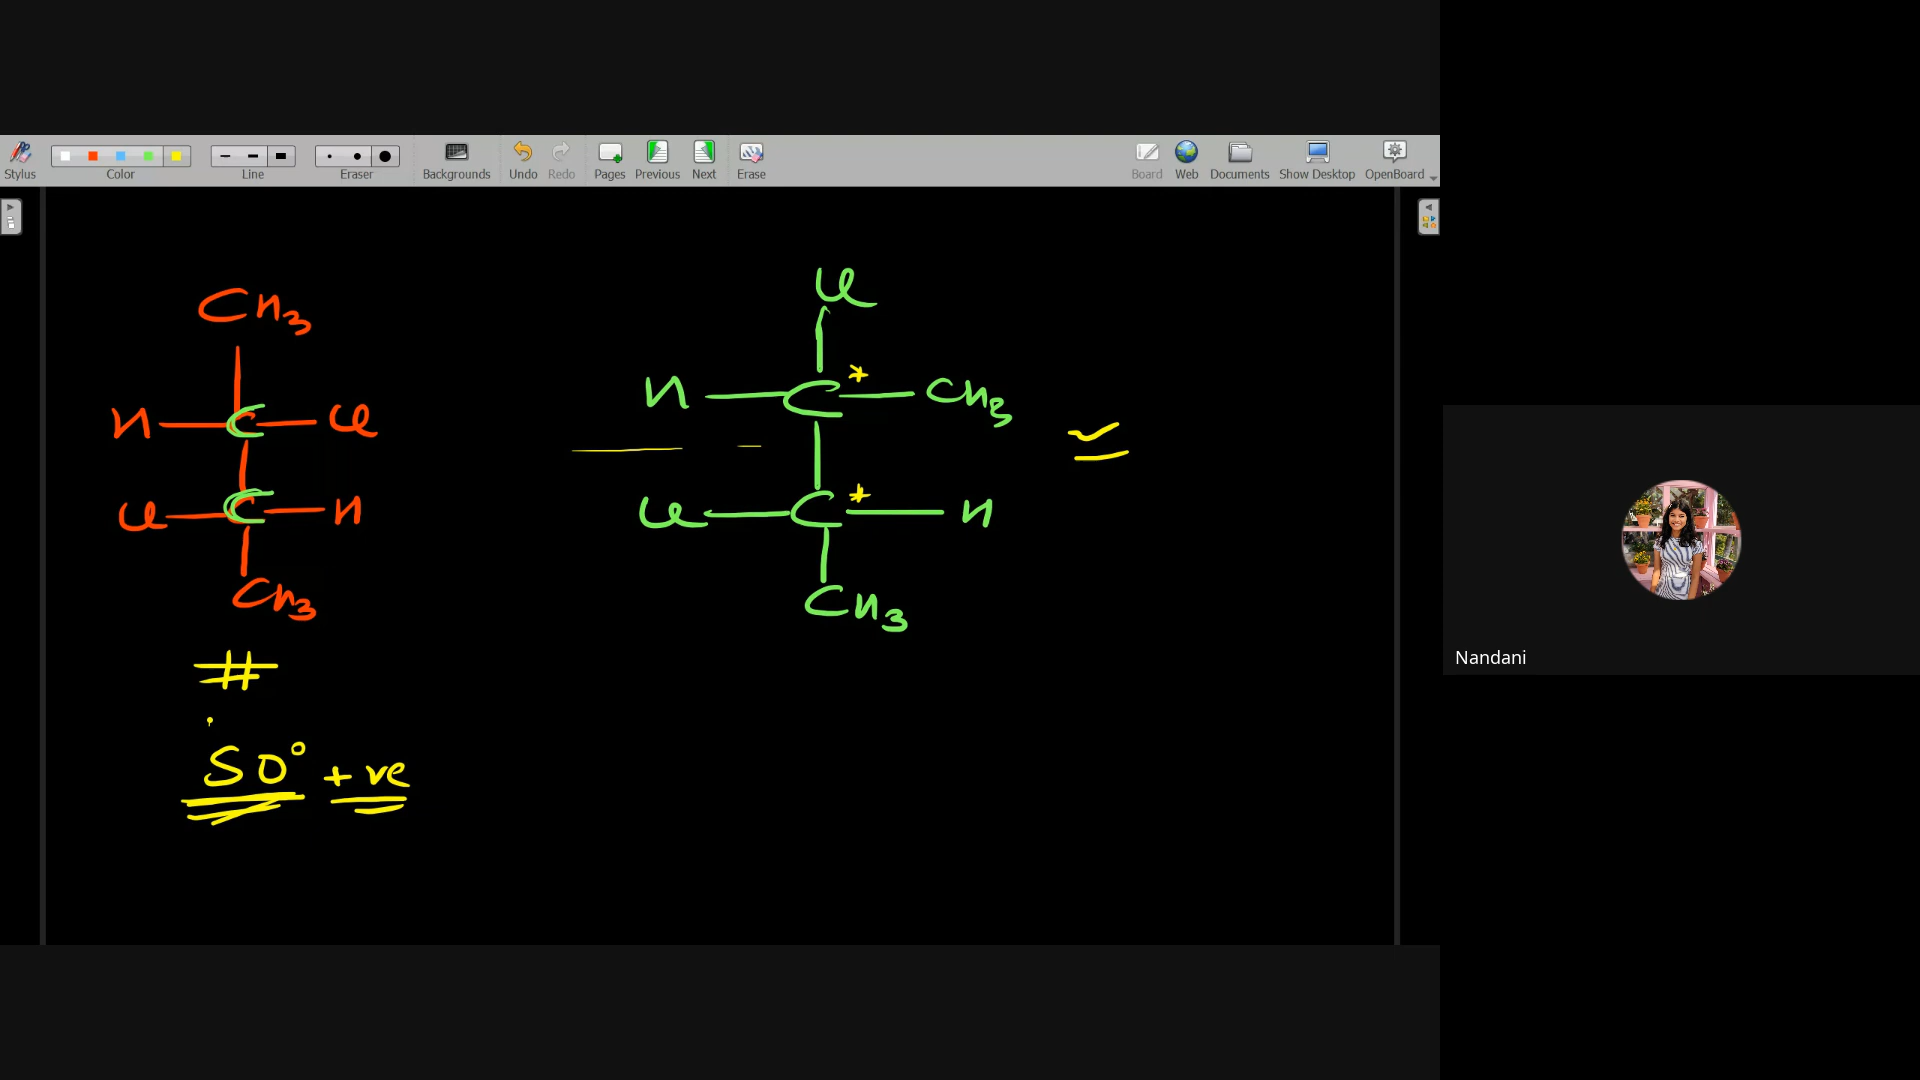 Stylus Color Line Eraser Backgrounds Undo Redo Pages Previous Next Erase Board Web Documents Show Desktop OpenBoard
CH3
H C Cl
Cl C H
CH3
50° +ve
Cl
H C * CH3
Cl C * H
CH3
Nandani